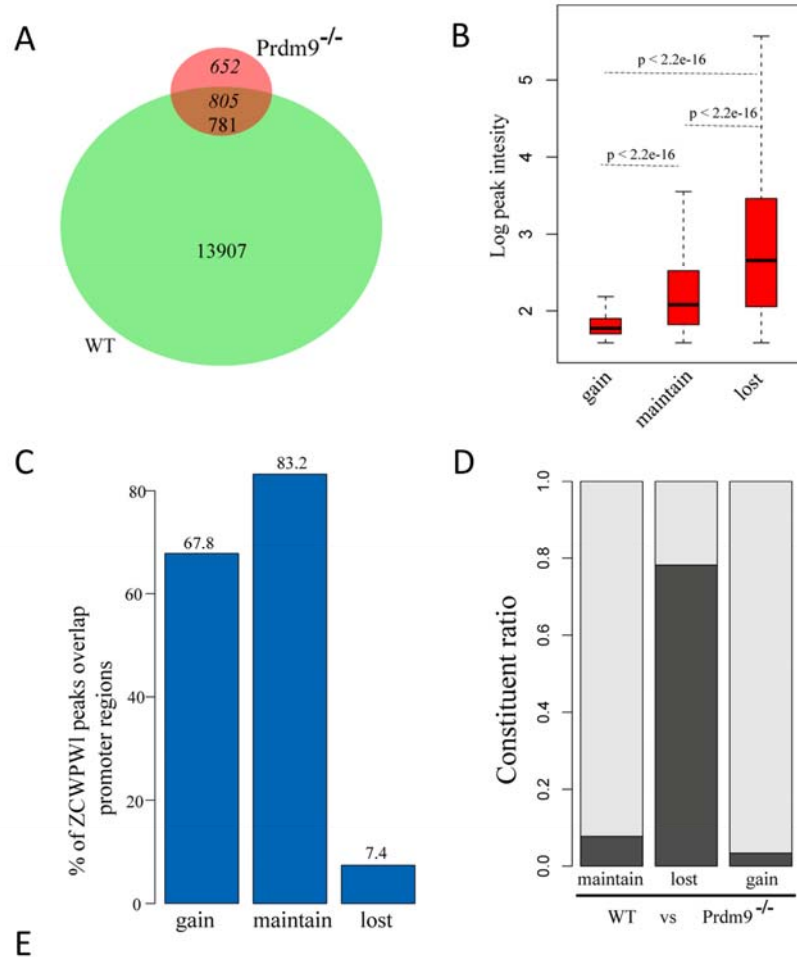 A
Prdm9-/-
652
805
781
13907
WT
B
Log peak intesity
5
4
3
2
p < 2.2e-16
p < 2.2e-16
p < 2.2e-16
gain
maintain
lost
C
% of ZCWPW1 peaks overlap
promoter regions
80
60
40
20
0
67.8
83.2
7.4
gain
maintain
lost
D
Constituent ratio
1.0
0.8
0.6
0.4
0.2
0.0
maintain
lost
gain
WT vs Prdm9-/-
E